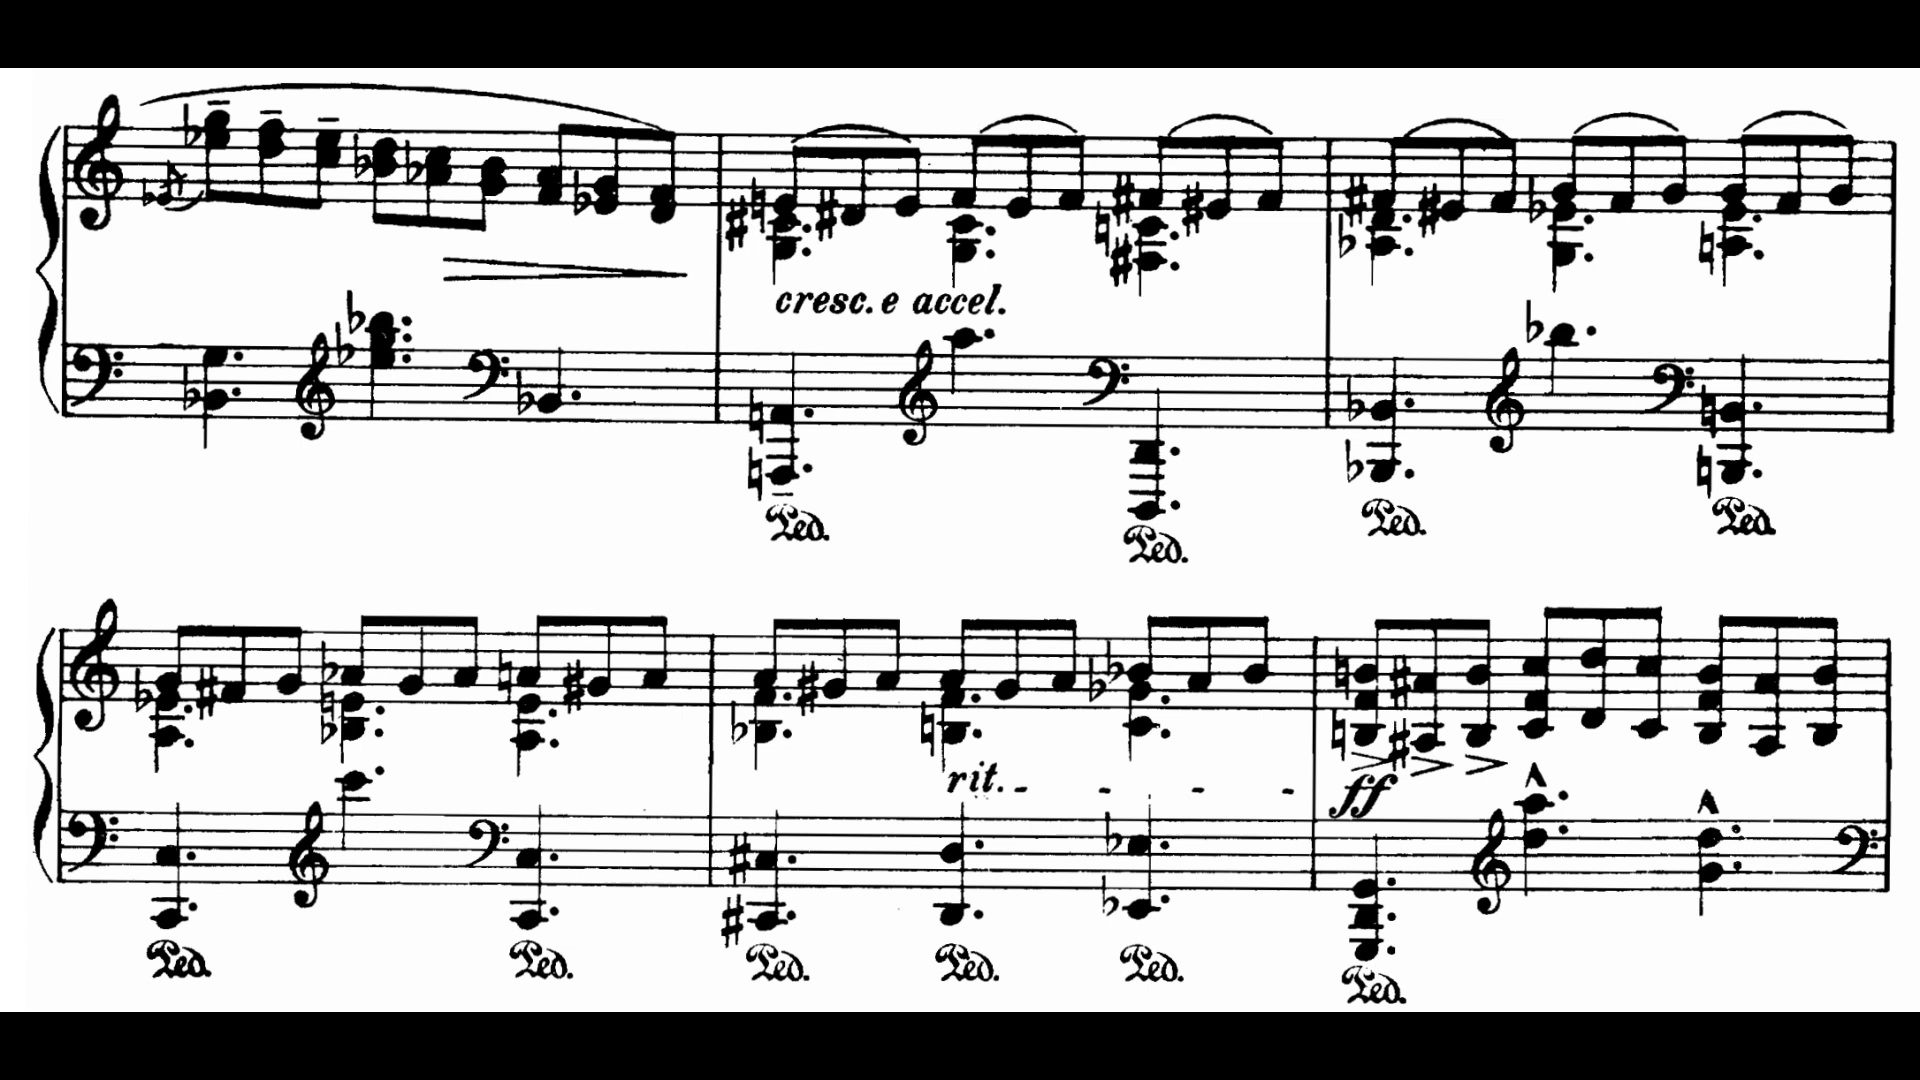 cresc. e accel.
Ped. Ped. Ped. Ped.
rit. - - - -
ff
Ped. Ped. Ped. Ped. Ped. Ped.